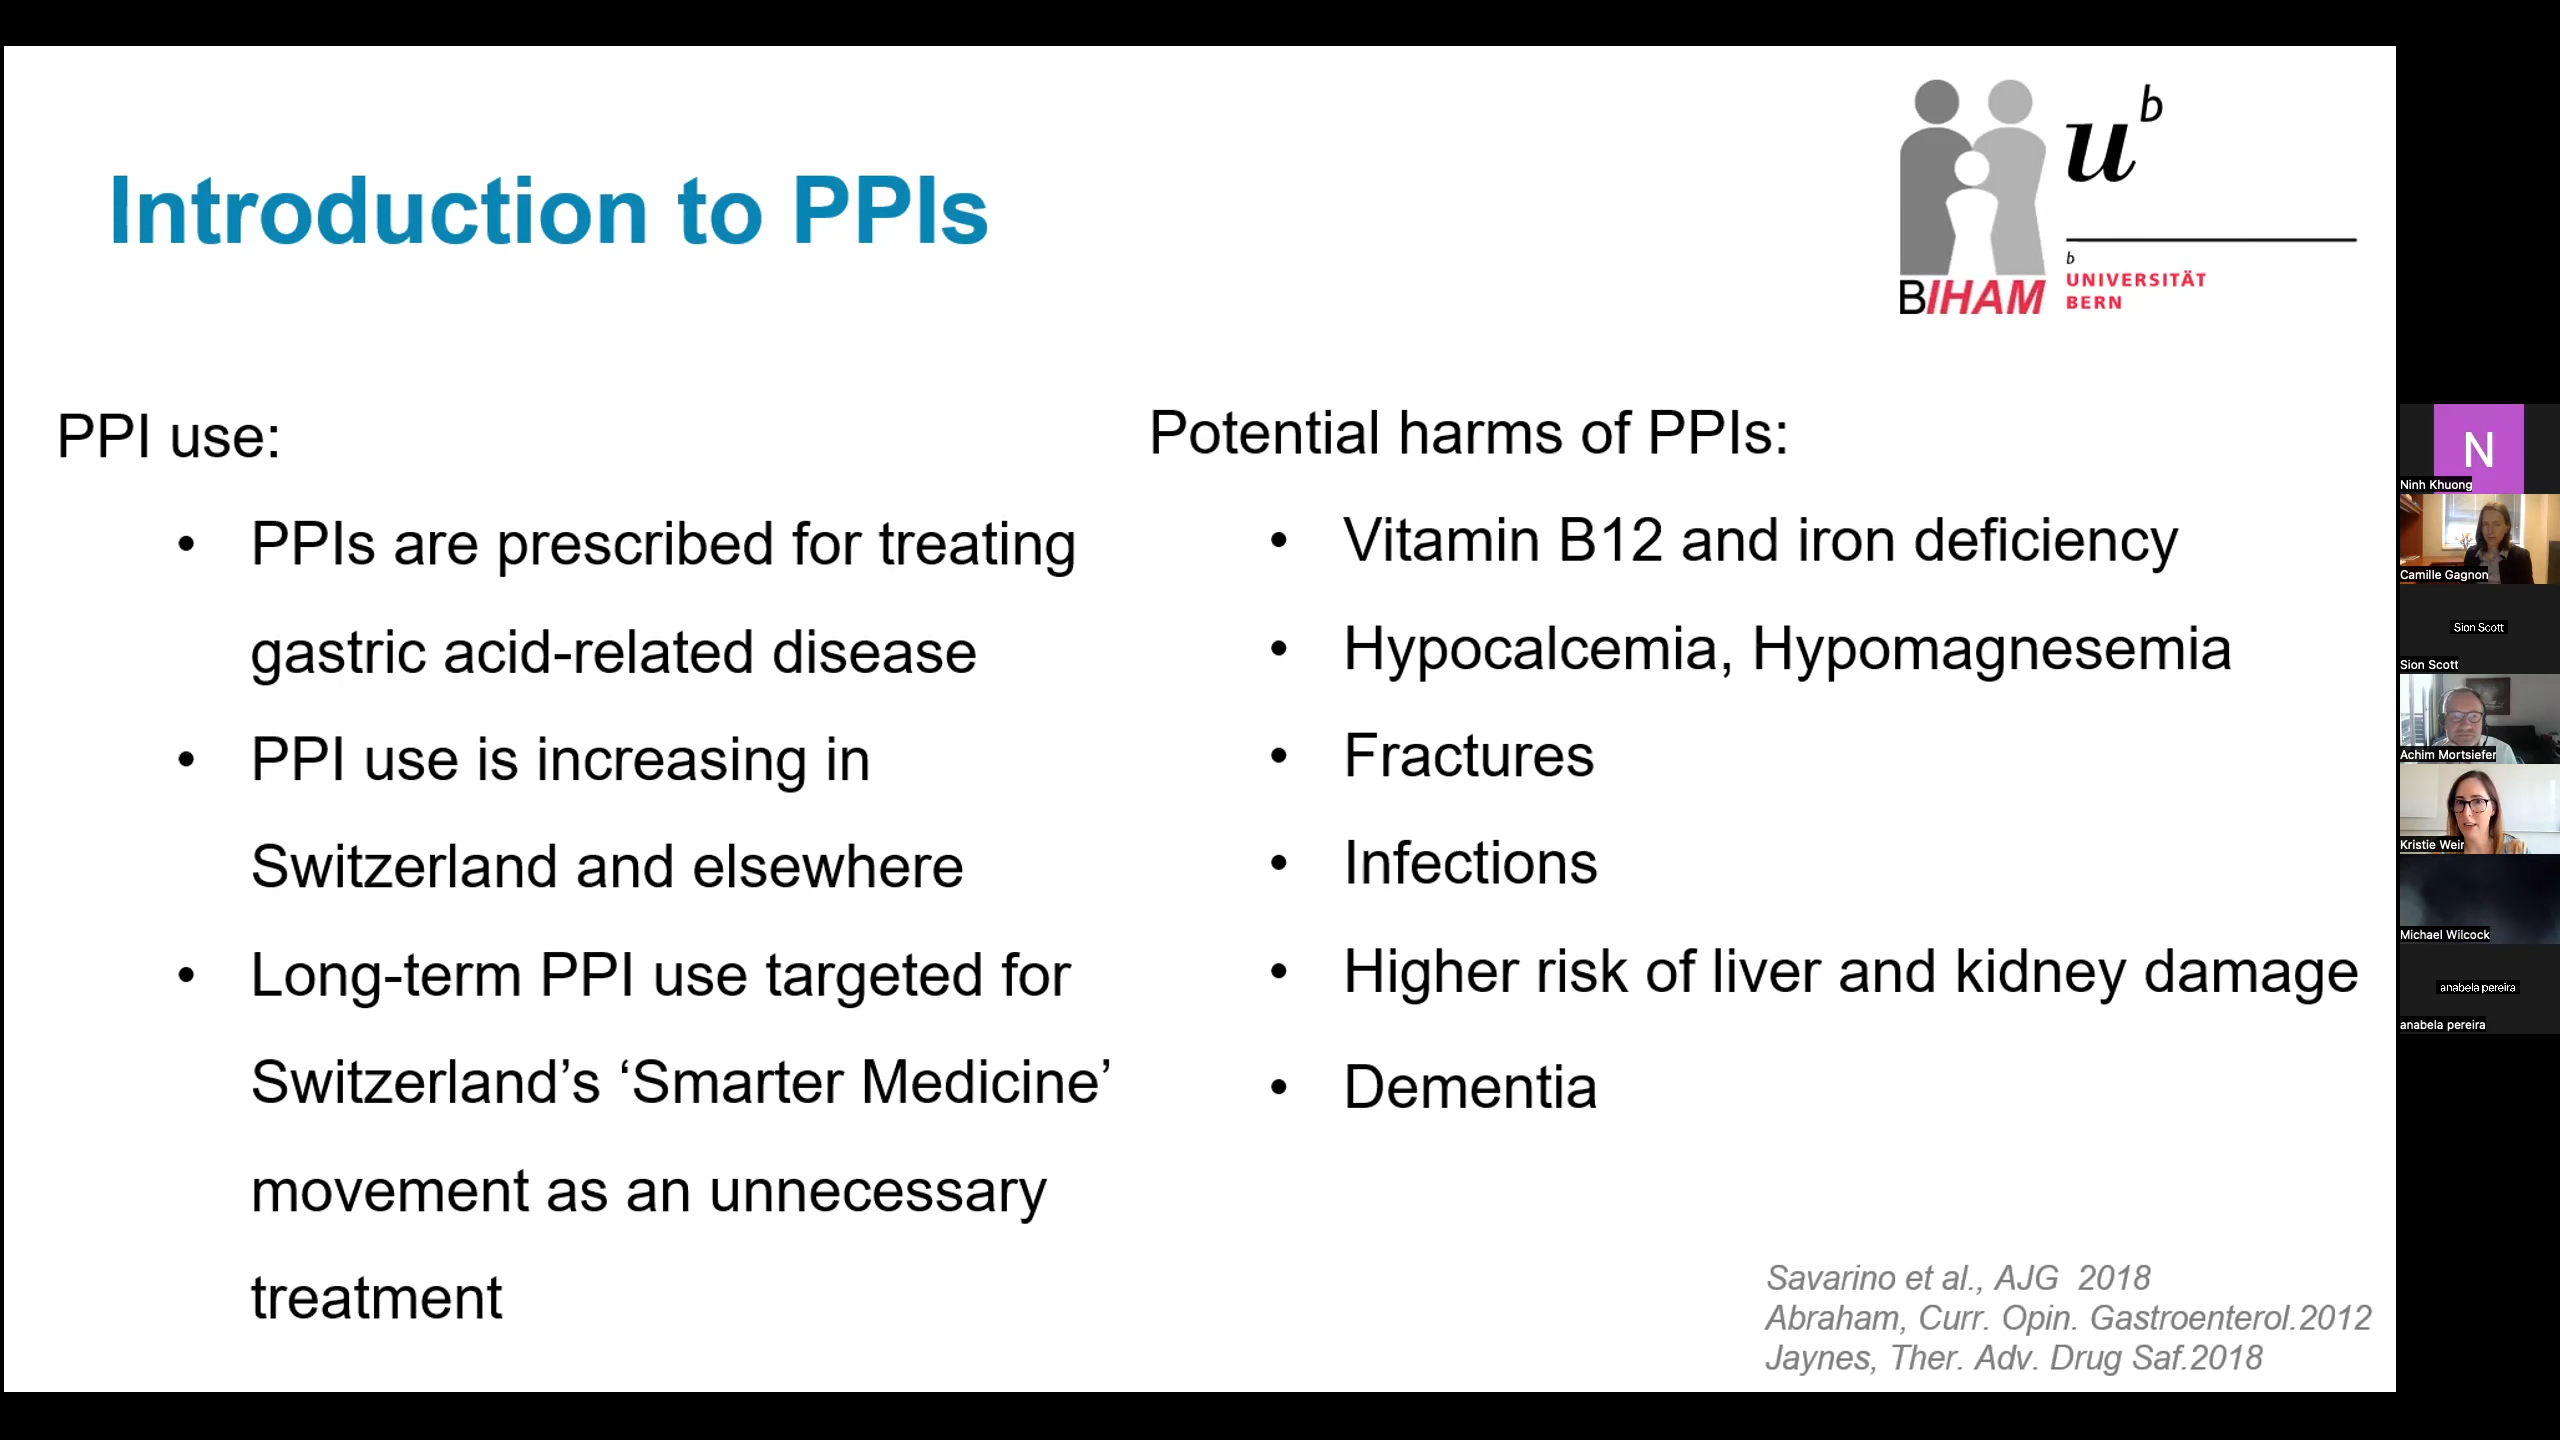 Introduction to PPIs
u
b
b
UNIVERSITÄT
BERN
BIHAM
PPI use:
• PPIs are prescribed for treating
gastric acid-related disease
• PPI use is increasing in
Switzerland and elsewhere
• Long-term PPI use targeted for
Switzerland’s ‘Smarter Medicine’
movement as an unnecessary
treatment
Potential harms of PPIs:
• Vitamin B12 and iron deficiency
• Hypocalcemia, Hypomagnesemia
• Fractures
• Infections
• Higher risk of liver and kidney damage
• Dementia
Savarino et al., AJG 2018
Abraham, Curr. Opin. Gastroenterol.2012
Jaynes, Ther. Adv. Drug Saf.2018
N
Ninh Khuong
Camille Gagnon
Sion Scott
Sion Scott
Achim Mortsiefer
Kristie Weir
Michael Wilcock
anabela pereira
anabela pereira